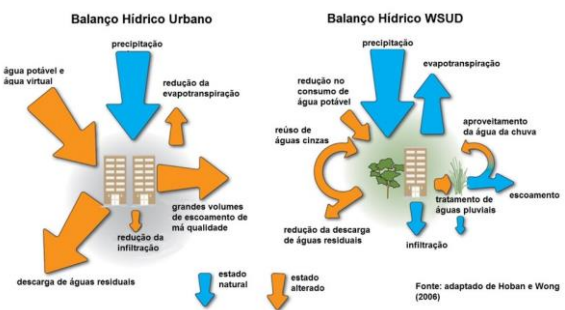 Balanço Hídrico Urbano
precipitação
água potável e
água virtual
redução da
evapotranspiração
grandes volumes
de escoamento de
má qualidade
redução da
infiltração
descarga de águas residuais
Balanço Hídrico WSUD
precipitação
evapotranspiração
redução no
consumo de
água potável
reúso de
águas cinzas
aproveitamento
da água da chuva
escoamento
tratamento de
águas pluviais
redução da descarga
de águas residuais
infiltração
estado
natural
estado
alterado
Fonte: adaptado de Hoban e Wong
(2006)